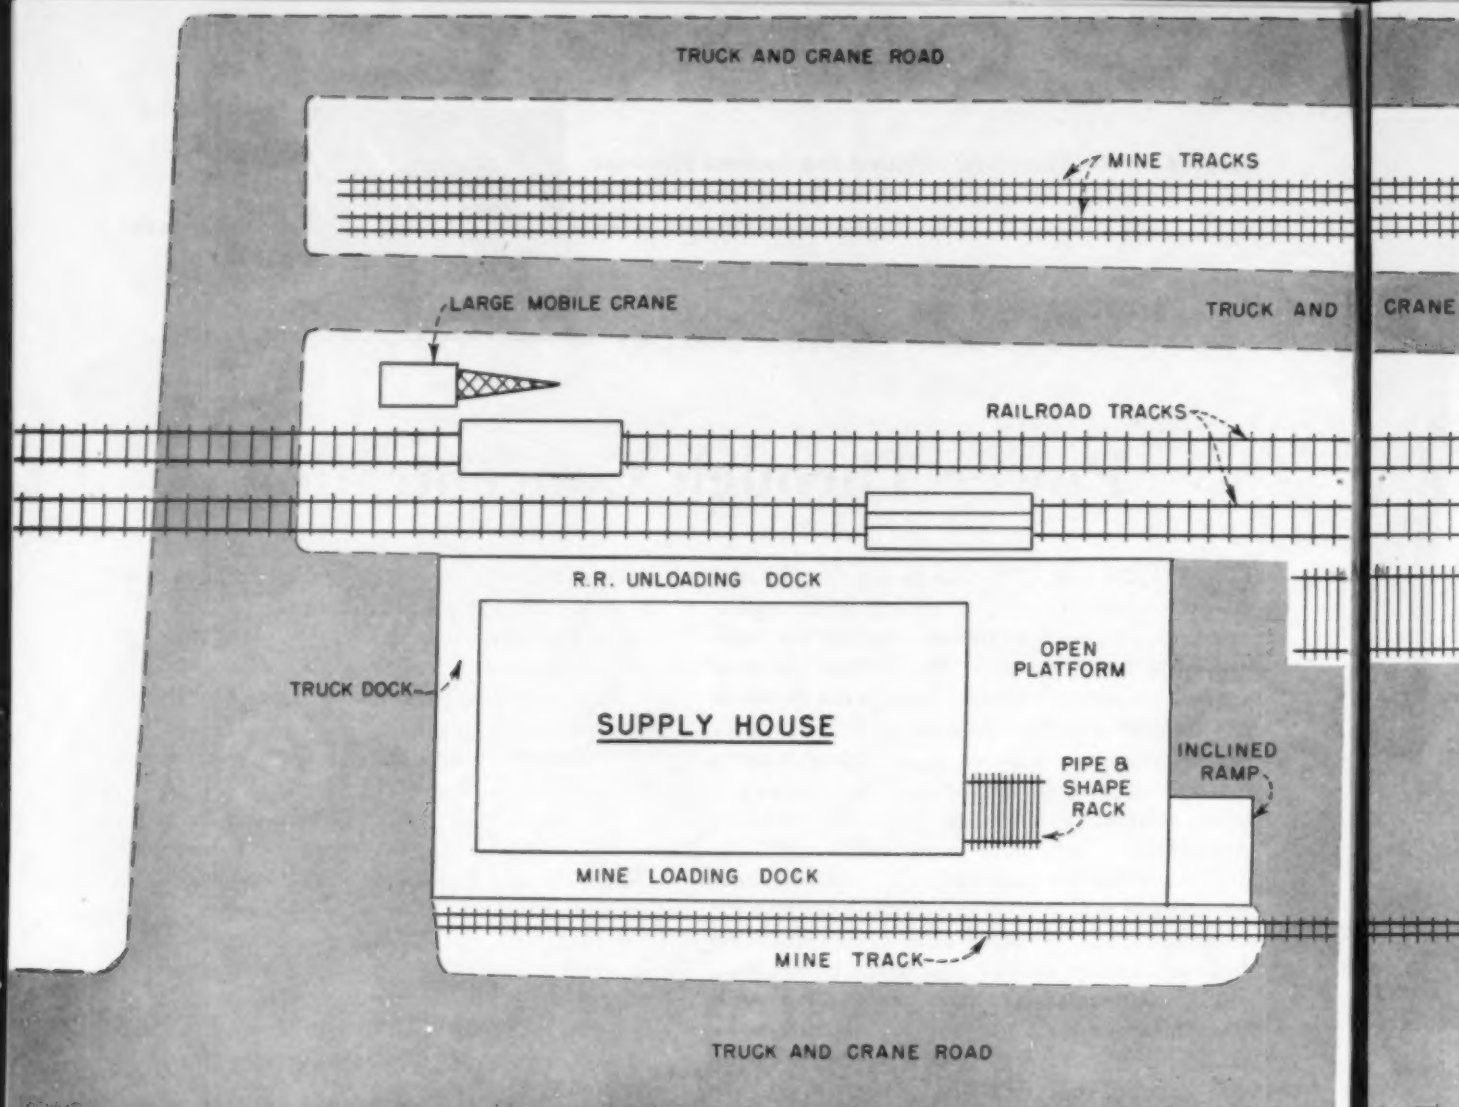 TRUCK AND CRANE ROAD
MINE TRACKS
LARGE MOBILE CRANE
TRUCK AND CRANE
RAILROAD TRACKS
R.R. UNLOADING DOCK
OPEN
PLATFORM
TRUCK DOCK
SUPPLY HOUSE
INCLINED
RAMP
PIPE &
SHAPE
RACK
MINE LOADING DOCK
MINE TRACK
TRUCK AND CRANE ROAD